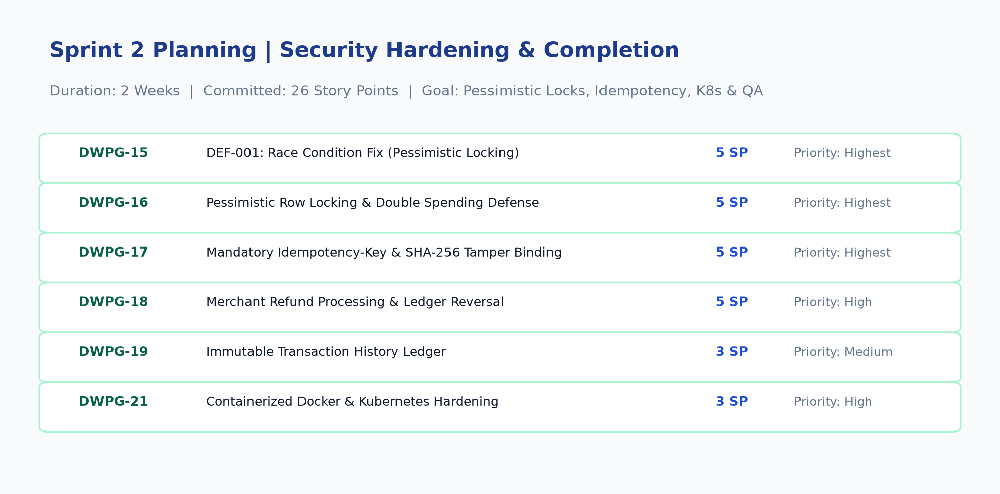 Sprint 2 Planning | Security Hardening & Completion
Duration: 2 Weeks | Committed: 26 Story Points | Goal: Pessimistic Locks, Idempotency, K8s & QA
DWPG-15 DEF-001: Race Condition Fix (Pessimistic Locking) 5 SP Priority: Highest
DWPG-16 Pessimistic Row Locking & Double Spending Defense 5 SP Priority: Highest
DWPG-17 Mandatory Idempotency-Key & SHA-256 Tamper Binding 5 SP Priority: Highest
DWPG-18 Merchant Refund Processing & Ledger Reversal 5 SP Priority: High
DWPG-19 Immutable Transaction History Ledger 3 SP Priority: Medium
DWPG-21 Containerized Docker & Kubernetes Hardening 3 SP Priority: High